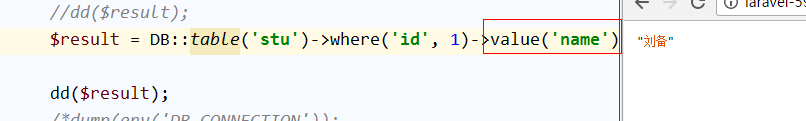 //dd($result);
laravel-59
$result = DB::table('stu')->where('id', 1)->value('name')
"刘备"
dd($result);
/*dump(env('DB_CONNECTION'));